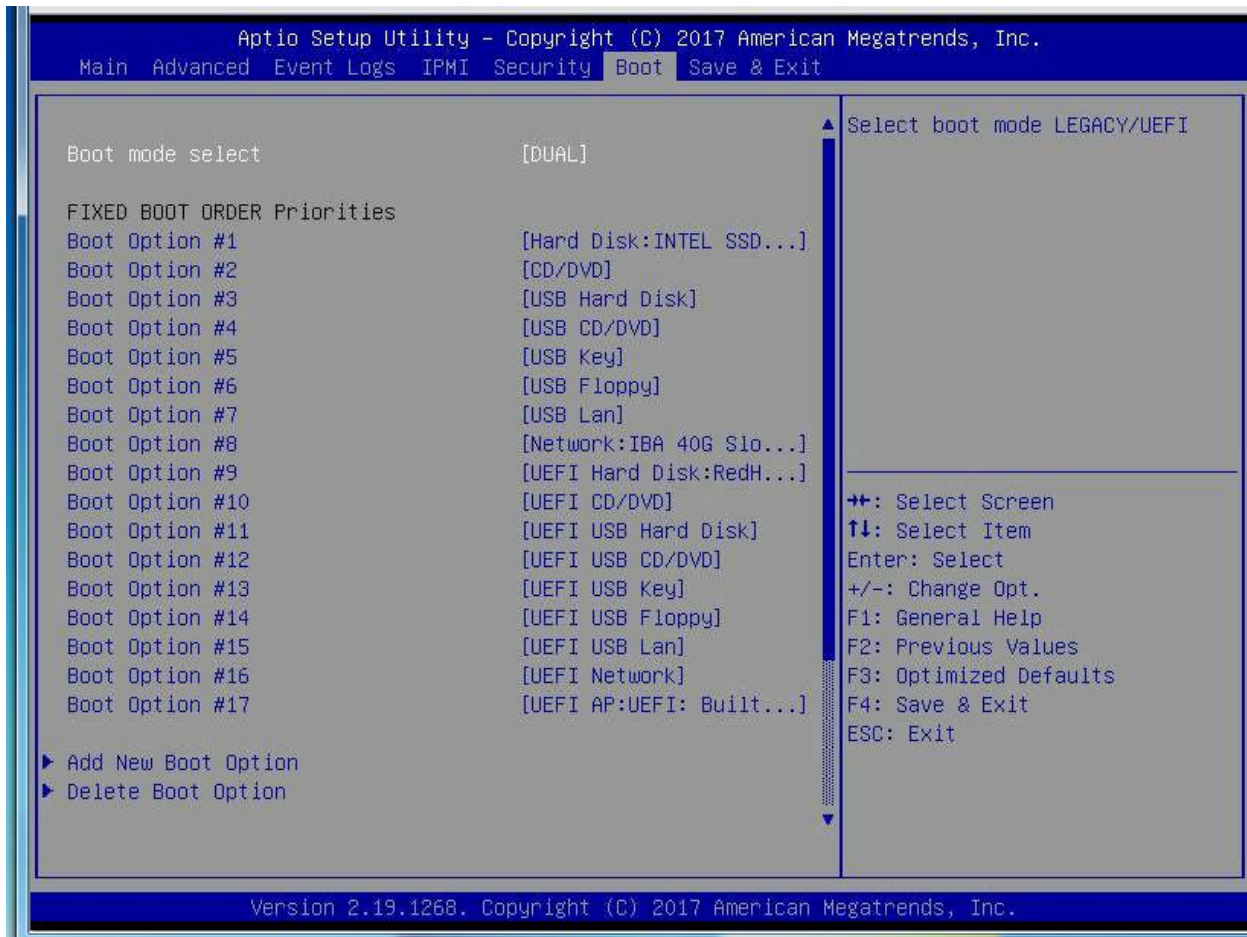 Aptio Setup Utility – Copyright (C) 2017 American Megatrends, Inc.
Main Advanced Event Logs IPMI Security Boot Save & Exit
Boot mode select [DUAL]
FIXED BOOT ORDER Priorities
Boot Option #1 [Hard Disk:INTEL SSD...]
Boot Option #2 [CD/DVD]
Boot Option #3 [USB Hard Disk]
Boot Option #4 [USB CD/DVD]
Boot Option #5 [USB Key]
Boot Option #6 [USB Floppy]
Boot Option #7 [USB Lan]
Boot Option #8 [Network:IBA 40G Slo...]
Boot Option #9 [UEFI Hard Disk:RedH...]
Boot Option #10 [UEFI CD/DVD]
Boot Option #11 [UEFI USB Hard Disk]
Boot Option #12 [UEFI USB CD/DVD]
Boot Option #13 [UEFI USB Key]
Boot Option #14 [UEFI USB Floppy]
Boot Option #15 [UEFI USB Lan]
Boot Option #16 [UEFI Network]
Boot Option #17 [UEFI AP:UEFI: Built...]
Add New Boot Option
Delete Boot Option
Select boot mode LEGACY/UEFI
→←: Select Screen
↑↓: Select Item
Enter: Select
+/-: Change Opt.
F1: General Help
F2: Previous Values
F3: Optimized Defaults
F4: Save & Exit
ESC: Exit
Version 2.19.1268. Copyright (C) 2017 American Megatrends, Inc.